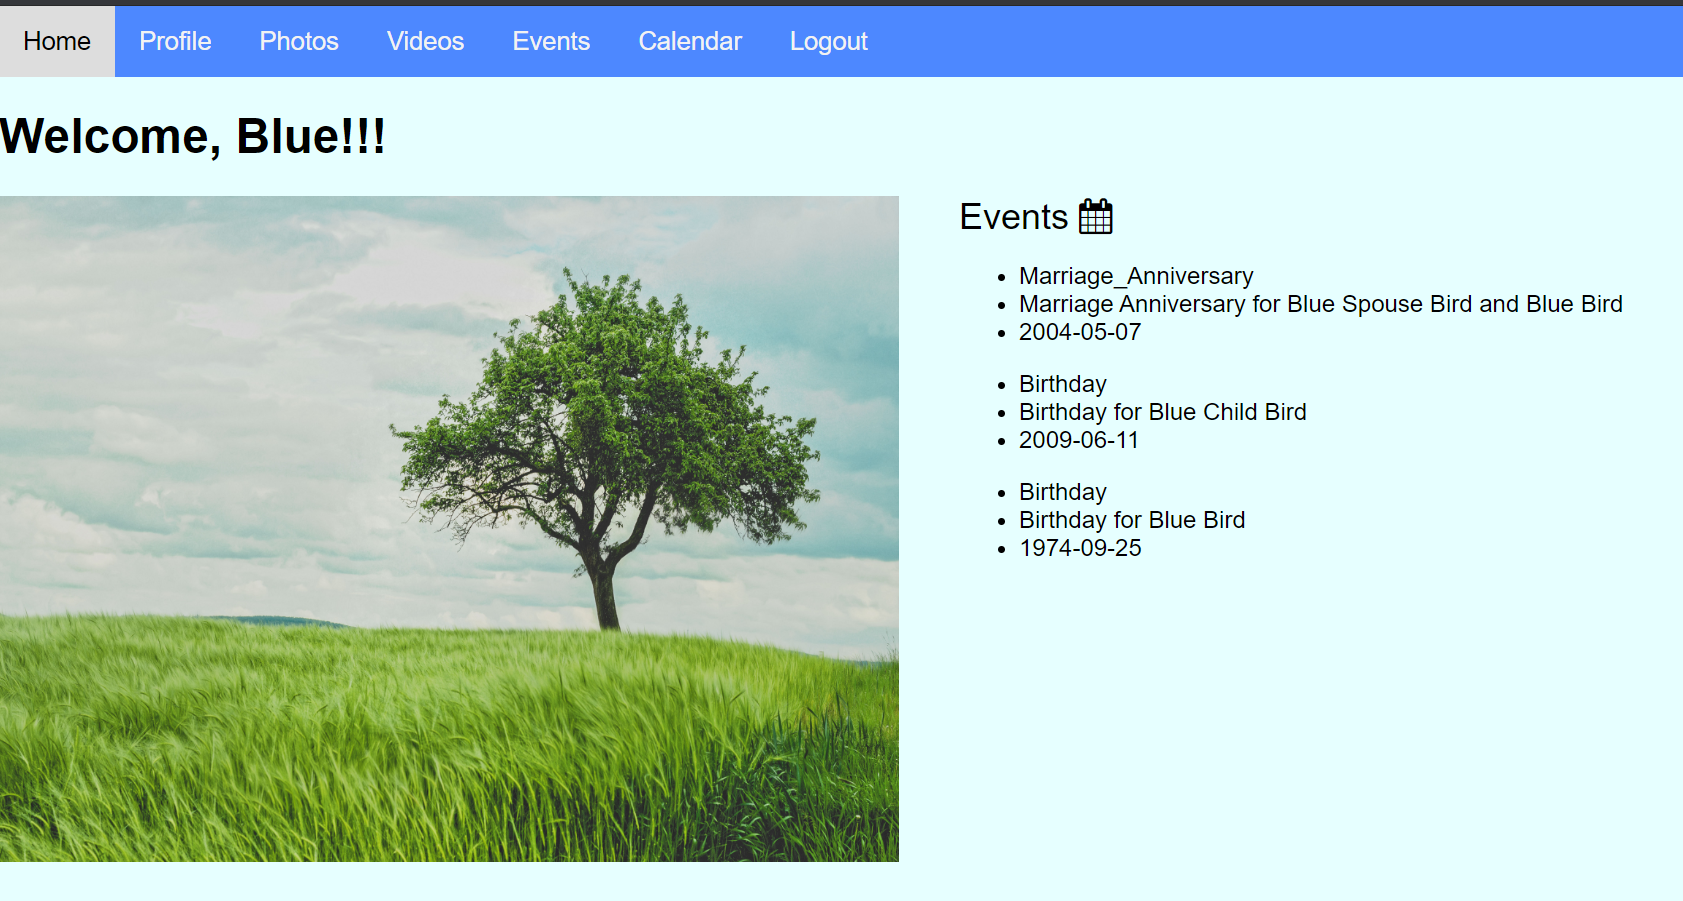 Home Profile Photos Videos Events Calendar Logout
Welcome, Blue!!!
Events
Marriage_Anniversary
Marriage Anniversary for Blue Spouse Bird and Blue Bird
2004-05-07
Birthday
Birthday for Blue Child Bird
2009-06-11
Birthday
Birthday for Blue Bird
1974-09-25